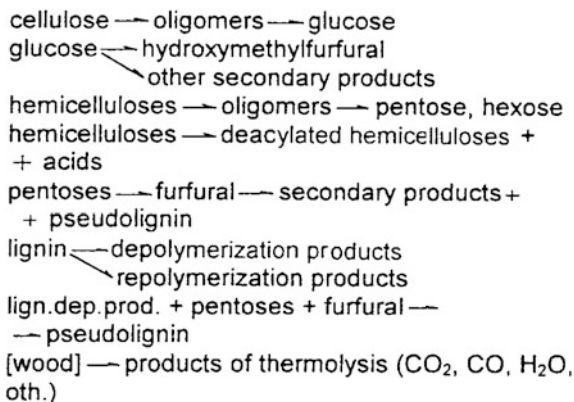 cellulose → oligomers → glucose
glucose → hydroxymethylfurfural
↘ other secondary products
hemicelluloses → oligomers → pentose, hexose
hemicelluloses → deacylated hemicelluloses +
+ acids
pentoses → furfural — secondary products +
+ pseudolignin
lignin — depolymerization products
↘ repolymerization products
lign.dep.prod. + pentoses + furfural —
— pseudolignin
[wood] — products of thermolysis (CO₂, CO, H₂O,
oth.)